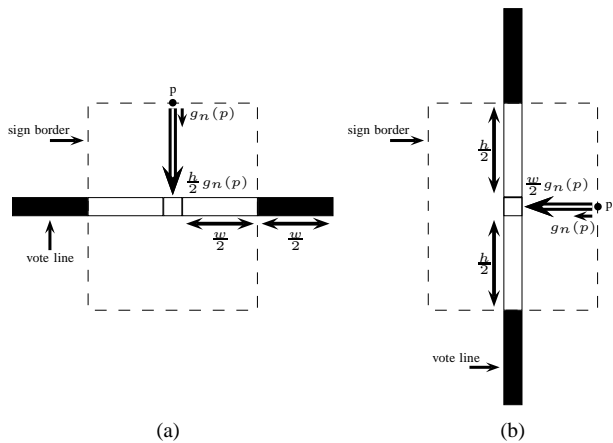 p
g_n(p)
sign border
h/2 g_n(p)
w/2
w/2
vote line
(a)
sign border
h/2
w/2 g_n(p)
p
g_n(p)
h/2
vote line
(b)